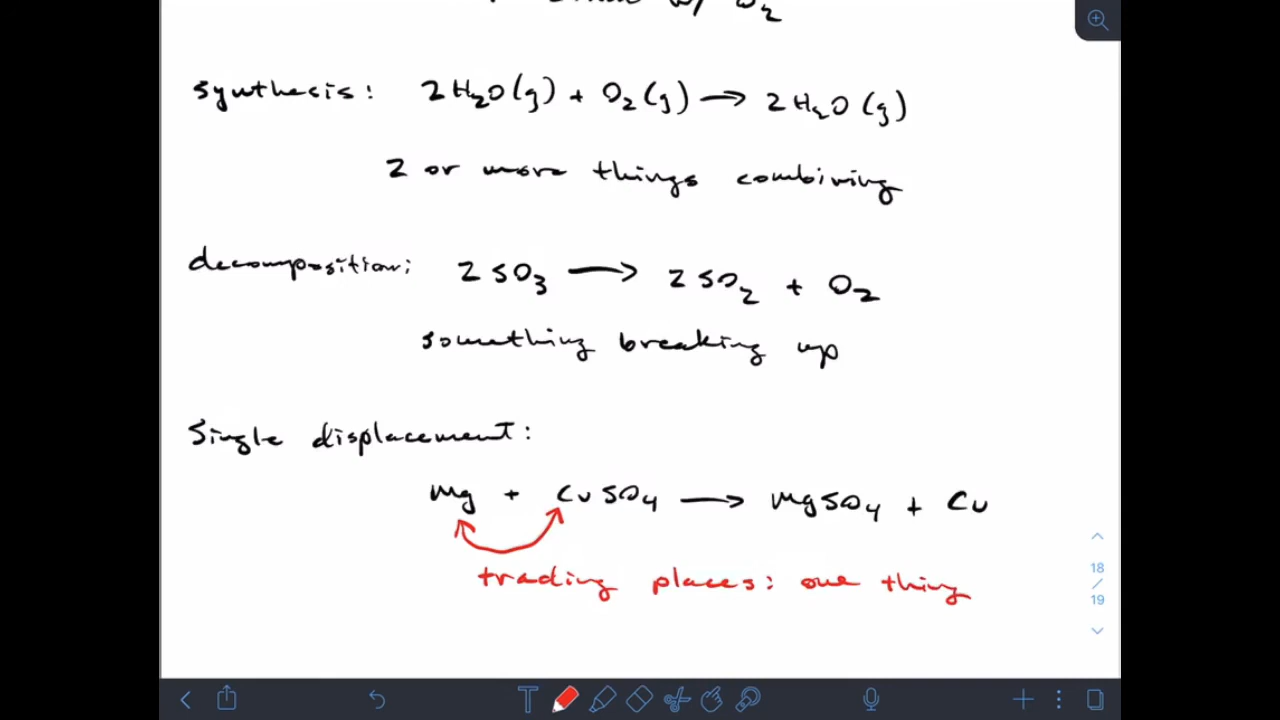 w/ O₂
synthesis: 2H₂O(g) + O₂(g) → 2H₂O(g)
2 or more things combining
decomposition: 2SO₃ → 2SO₂ + O₂
something breaking up
Single displacement:
Mg + CuSO₄ → MgSO₄ + Cu
trading places: one thing
18
/
19
T